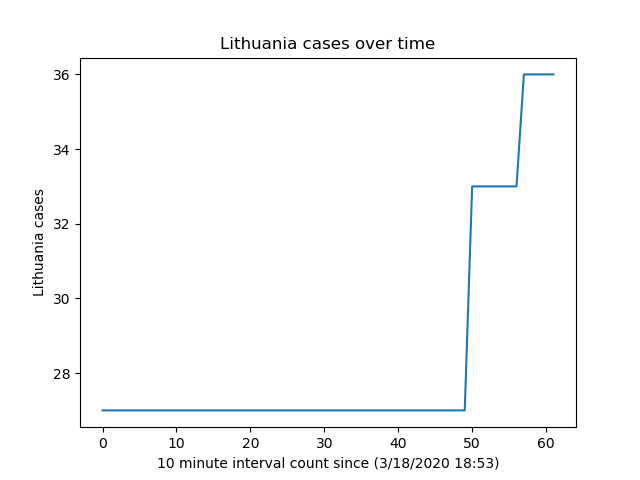 Lithuania cases over time
36
34
32
30
28
Lithuania cases
0 10 20 30 40 50 60
10 minute interval count since (3/18/2020 18:53)